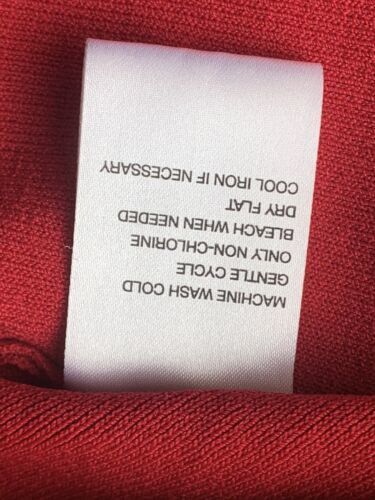 MACHINE WASH COLD
GENTLE CYCLE
ONLY NON-CHLORINE
BLEACH WHEN NEEDED
DRY FLAT
COOL IRON IF NECESSARY